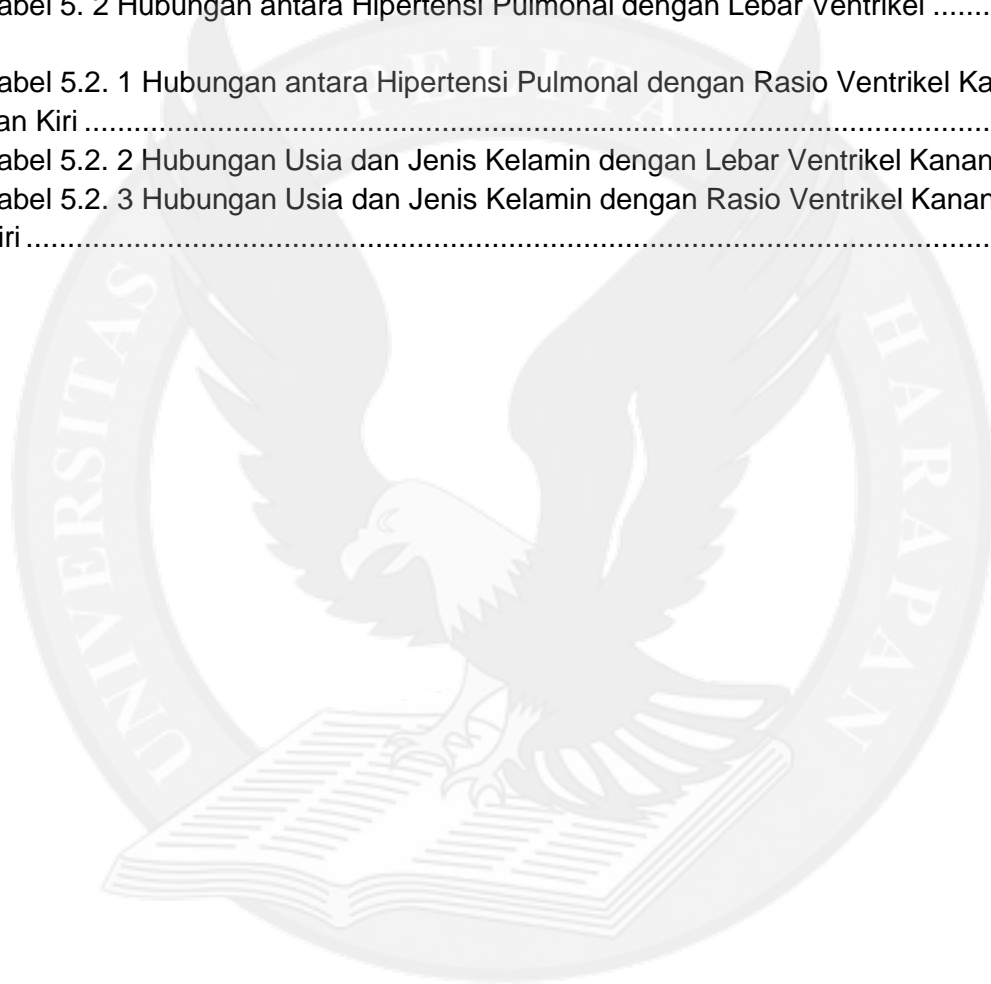 abel 5. 2 Hubungan antara Hipertensi Pulmonal dengan Lebar Ventrikel ........
abel 5.2. 1 Hubungan antara Hipertensi Pulmonal dengan Rasio Ventrikel Ka
an Kiri ....................................................................................................................
abel 5.2. 2 Hubungan Usia dan Jenis Kelamin dengan Lebar Ventrikel Kanan
abel 5.2. 3 Hubungan Usia dan Jenis Kelamin dengan Rasio Ventrikel Kanan
iri ...........................................................................................................................
UNIVERSITAS PELITA HARAPAN